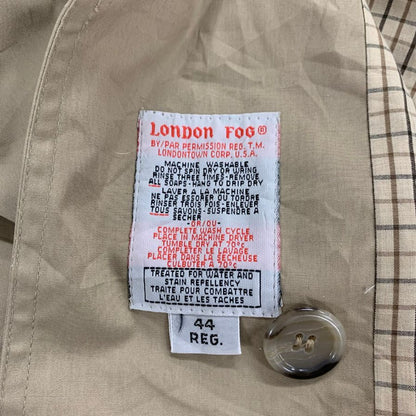 LONDON FOG®
BY/PAR PERMISSION REG. T.M.
LONDONTOWN CORP. U.S.A.
MACHINE WASHABLE
DO NOT SPIN DRY OR WRING
RINSE THREE TIMES-REMOVE
ALL SOAPS-HANG TO DRIP DRY
LAVER A LA MACHINE
NE PAS ESSORER OU TORDRE
RINSER TROIS FOIS-ENLEVER
TOUS SAVONS-SUSPENDRE A
SECHER
-OR/OU-
COMPLETE WASH CYCLE
PLACE IN MACHINE DRYER
TUMBLE DRY AT 70°C
COMPLETER LE LAVAGE
PLACER DANS LA SECHEUSE
CULBUTER A 70°C
TREATED FOR WATER AND
STAIN REPELLENCY
TRAITE POUR COMBATTRE
L'EAU ET LES TACHES
44
REG.